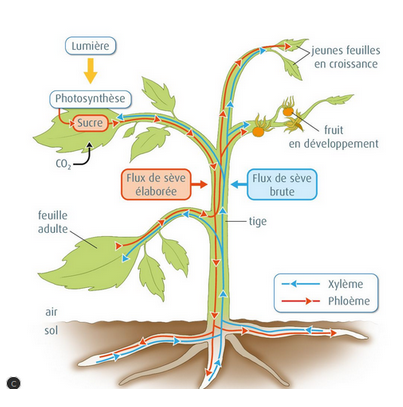 Lumière
Photosynthèse
Sucre
CO₂
jeunes feuilles
en croissance
fruit
en développement
Flux de sève
élaborée
Flux de sève
brute
feuille
adulte
tige
Xylème
Phloème
air
sol
C